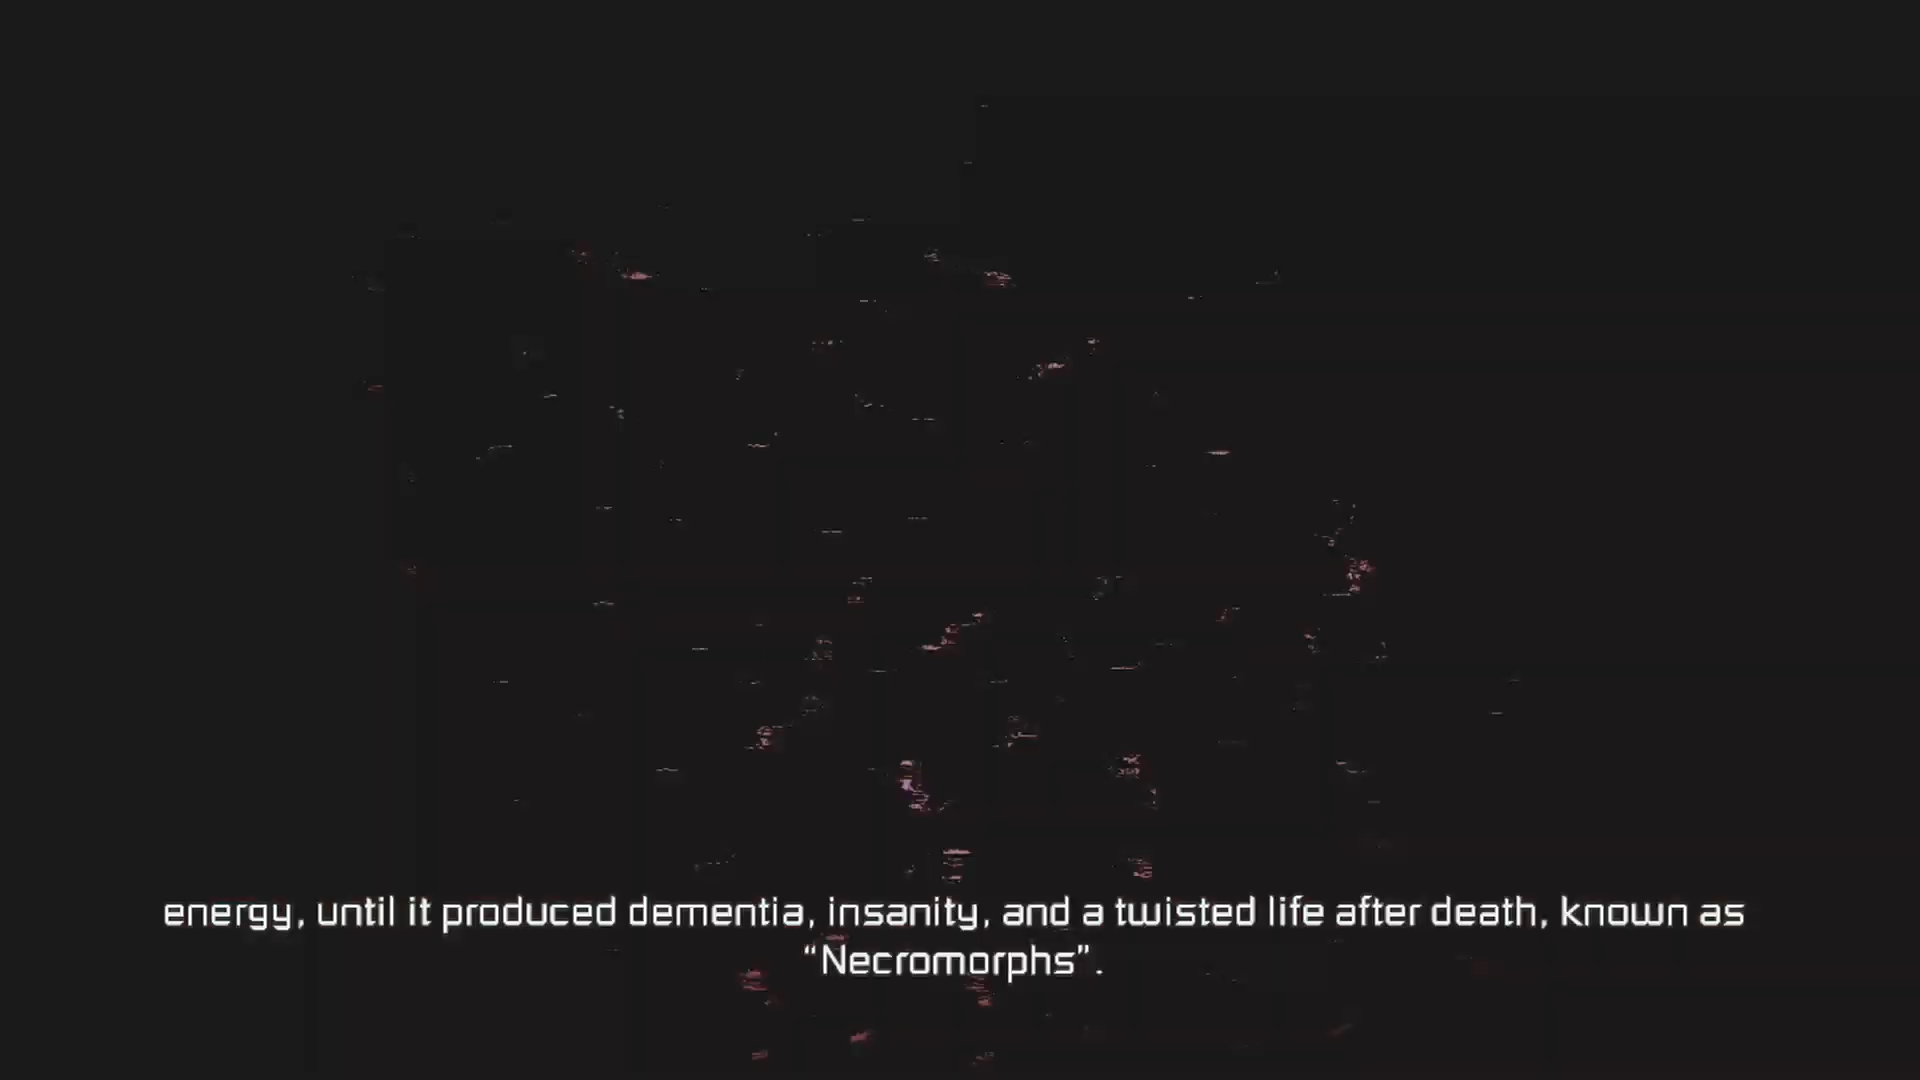 energy, until it produced dementia, insanity, and a twisted life after death, known as
“Necromorphs”.